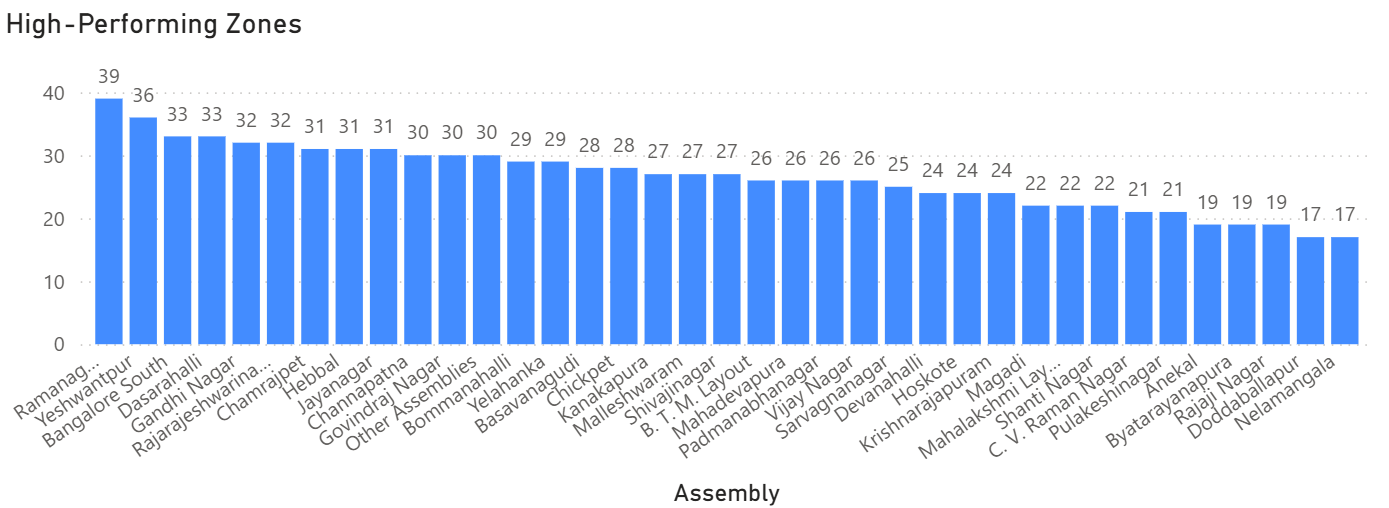 High-Performing Zones
40
30
20
10
0
39
36
33
33
32
32
31
31
31
30
30
30
29
29
28
28
27
27
27
26
26
26
26
25
24
24
24
22
22
22
21
21
19
19
19
17
17
Ramanag...
Yeshwantpur
Bangalore South
Dasarahalli
Gandhi Nagar
Rajarajeshwarina...
Chamrajpet
Hebbal
Jayanagar
Channapatna
Govindraj Nagar
Other Assemblies
Bommanahalli
Yelahanka
Basavanagudi
Chickpet
Kanakapura
Malleshwaram
Shivajinagar
B. T. M. Layout
Mahadevapura
Padmanabhanagar
Vijay Nagar
Sarvagnanagar
Devanahalli
Hoskote
Krishnarajapuram
Magadi
Mahalakshmi Lay...
Shanti Nagar
C. V. Raman Nagar
Pulakeshinagar
Anekal
Byatarayanapura
Rajaji Nagar
Doddaballapur
Nelamangala
Assembly